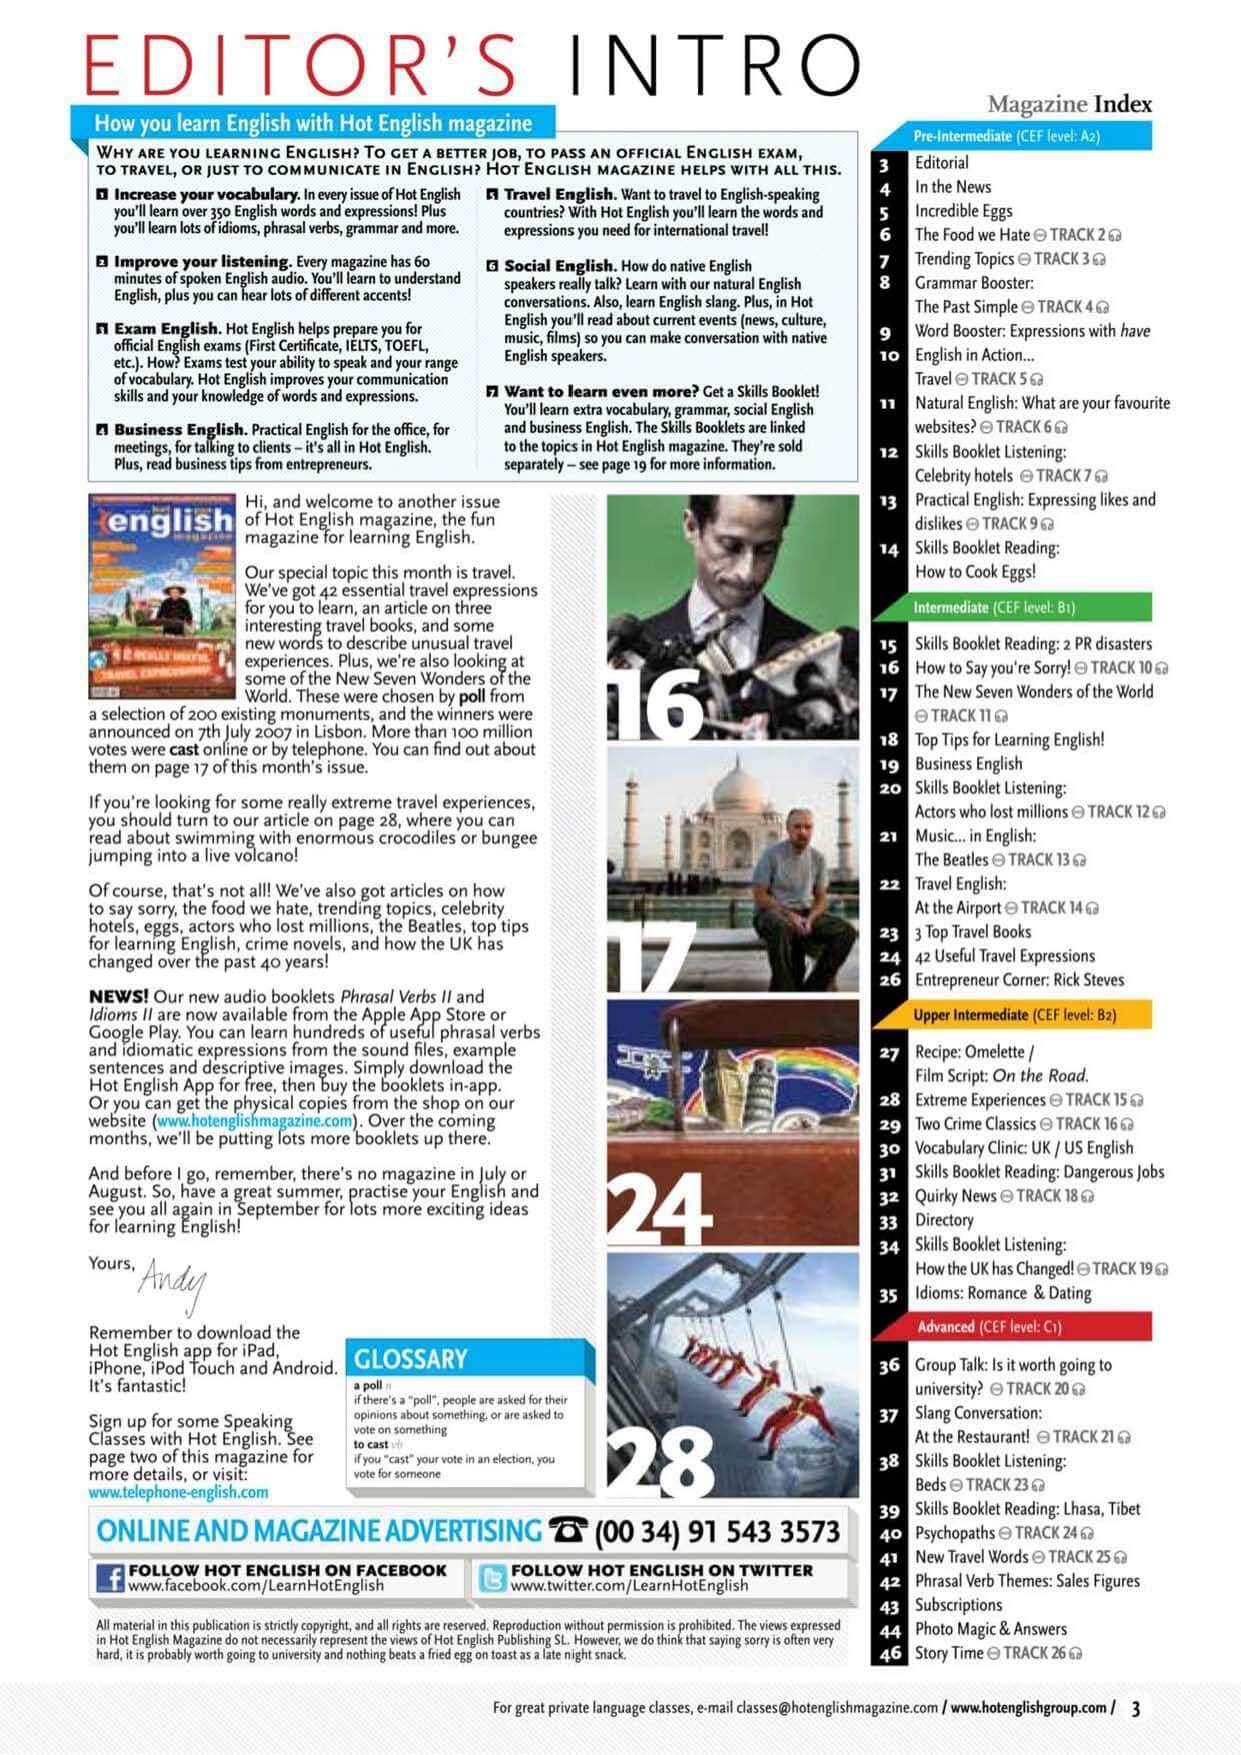 EDITOR'S INTRO
How you learn English with Hot English magazine
WHY ARE YOU LEARNING ENGLISH? TO GET A BETTER JOB, TO PASS AN OFFICIAL ENGLISH EXAM,
TO TRAVEL, OR JUST TO COMMUNICATE IN ENGLISH? HOT ENGLISH MAGAZINE HELPS WITH ALL THIS.
1 Increase your vocabulary. In every issue of Hot English
you'll learn over 350 English words and expressions! Plus
you'll learn lots of idioms, phrasal verbs, grammar and more.
2 Improve your listening. Every magazine has 60
minutes of spoken English audio. You'll learn to understand
English, plus you can hear lots of different accents!
3 Exam English. Hot English helps prepare you for
official English exams (First Certificate, IELTS, TOEFL,
etc.). How? Exams test your ability to speak and your range
of vocabulary. Hot English improves your communication
skills and your knowledge of words and expressions.
4 Business English. Practical English for the office, for
meetings, for talking to clients – it's all in Hot English.
Plus, read business tips from entrepreneurs.
5 Travel English. Want to travel to English-speaking
countries? With Hot English you'll learn the words and
expressions you need for international travel!
6 Social English. How do native English
speakers really talk? Learn with our natural English
conversations. Also, learn English slang. Plus, in Hot
English you'll read about current events (news, culture,
music, films) so you can make conversation with native
English speakers.
7 Want to learn even more? Get a Skills Booklet!
You'll learn extra vocabulary, grammar, social English
and business English. The Skills Booklets are linked
to the topics in Hot English magazine. They're sold
separately – see page 19 for more information.
english
magazine
Hi, and welcome to another issue
of Hot English magazine, the fun
magazine for learning English.
Our special topic this month is travel.
We've got 42 essential travel expressions
for you to learn, an article on three
interesting travel books, and some
new words to describe unusual travel
experiences. Plus, we're also looking at
some of the New Seven Wonders of the
World. These were chosen by poll from
a selection of 200 existing monuments, and the winners were
announced on 7th July 2007 in Lisbon. More than 100 million
votes were cast online or by telephone. You can find out about
them on page 17 of this month's issue.
If you're looking for some really extreme travel experiences,
you should turn to our article on page 28, where you can
read about swimming with enormous crocodiles or bungee
jumping into a live volcano!
Of course, that's not all! We've also got articles on how
to say sorry, the food we hate, trending topics, celebrity
hotels, eggs, actors who lost millions, the Beatles, top tips
for learning English, crime novels, and how the UK has
changed over the past 40 years!
NEWS! Our new audio booklets Phrasal Verbs II and
Idioms II are now available from the Apple App Store or
Google Play. You can learn hundreds of useful phrasal verbs
and idiomatic expressions from the sound files, example
sentences and descriptive images. Simply download the
Hot English App for free, then buy the booklets in-app.
Or you can get the physical copies from the shop on our
website (www.hotenglishmagazine.com). Over the coming
months, we'll be putting lots more booklets up there.
And before I go, remember, there's no magazine in July or
August. So, have a great summer, practise your English and
see you all again in September for lots more exciting ideas
for learning English!
Yours,
Andy
Remember to download the
Hot English app for iPad,
iPhone, iPod Touch and Android.
It's fantastic!
Sign up for some Speaking
Classes with Hot English. See
page two of this magazine for
more details, or visit:
www.telephone-english.com
GLOSSARY
a poll n
if there's a "poll", people are asked for their
opinions about something, or are asked to
vote on something
to cast vb
if you "cast" your vote in an election, you
vote for someone
16
17
24
28
ONLINE AND MAGAZINE ADVERTISING (00 34) 91 543 3573
FOLLOW HOT ENGLISH ON FACEBOOK
www.facebook.com/LearnHotEnglish
FOLLOW HOT ENGLISH ON TWITTER
www.twitter.com/LearnHotEnglish
All material in this publication is strictly copyright, and all rights are reserved. Reproduction without permission is prohibited. The views expressed
in Hot English Magazine do not necessarily represent the views of Hot English Publishing SL. However, we do think that saying sorry is often very
hard, it is probably worth going to university and nothing beats a fried egg on toast as a late night snack.
Magazine Index
Pre-Intermediate (CEF level: A2)
3 Editorial
4 In the News
5 Incredible Eggs
6 The Food we Hate TRACK 2
7 Trending Topics TRACK 3
8 Grammar Booster:
The Past Simple TRACK 4
9 Word Booster: Expressions with have
10 English in Action...
Travel TRACK 5
11 Natural English: What are your favourite
websites? TRACK 6
12 Skills Booklet Listening:
Celebrity hotels TRACK 7
13 Practical English: Expressing likes and
dislikes TRACK 9
14 Skills Booklet Reading:
How to Cook Eggs!
Intermediate (CEF level: B1)
15 Skills Booklet Reading: 2 PR disasters
16 How to Say you're Sorry! TRACK 10
17 The New Seven Wonders of the World
TRACK 11
18 Top Tips for Learning English!
19 Business English
20 Skills Booklet Listening:
Actors who lost millions TRACK 12
21 Music... in English:
The Beatles TRACK 13
22 Travel English:
At the Airport TRACK 14
23 3 Top Travel Books
24 42 Useful Travel Expressions
26 Entrepreneur Corner: Rick Steves
Upper Intermediate (CEF level: B2)
27 Recipe: Omelette /
Film Script: On the Road.
28 Extreme Experiences TRACK 15
29 Two Crime Classics TRACK 16
30 Vocabulary Clinic: UK / US English
31 Skills Booklet Reading: Dangerous Jobs
32 Quirky News TRACK 18
33 Directory
34 Skills Booklet Listening:
How the UK has Changed! TRACK 19
35 Idioms: Romance & Dating
Advanced (CEF level: C1)
36 Group Talk: Is it worth going to
university? TRACK 20
37 Slang Conversation:
At the Restaurant! TRACK 21
38 Skills Booklet Listening:
Beds TRACK 23
39 Skills Booklet Reading: Lhasa, Tibet
40 Psychopaths TRACK 24
41 New Travel Words TRACK 25
42 Phrasal Verb Themes: Sales Figures
43 Subscriptions
44 Photo Magic & Answers
46 Story Time TRACK 26
For great private language classes, e-mail classes@hotenglishmagazine.com / www.hotenglishgroup.com / 3